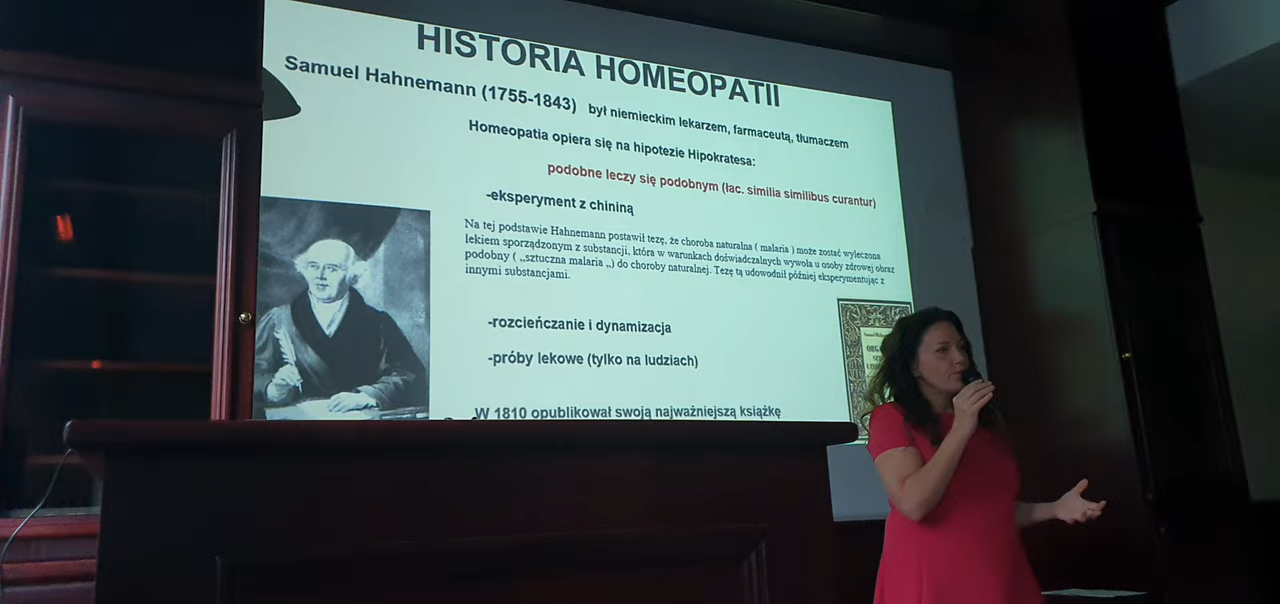 HISTORIA HOMEOPATII
Samuel Hahnemann (1755-1843) był niemieckim lekarzem, farmaceutą, tłumaczem
Homeopatia opiera się na hipotezie Hipokratesa:
podobne leczy się podobnym (łac. similia similibus curantur)
-eksperyment z chininą
Na tej podstawie Hahnemann postawił tezę, że choroba naturalna ( malaria ) może zostać wyleczona
lekiem sporządzonym z substancji, która w warunkach doświadczalnych wywoła u osoby zdrowej obraz
podobny ( „sztuczna malaria „) do choroby naturalnej. Tezę tą udowodnił później eksperymentując z
innymi substancjami.
-rozcieńczanie i dynamizacja
-próby lekowe (tylko na ludziach)
W 1810 opublikował swoją najważniejszą książkę